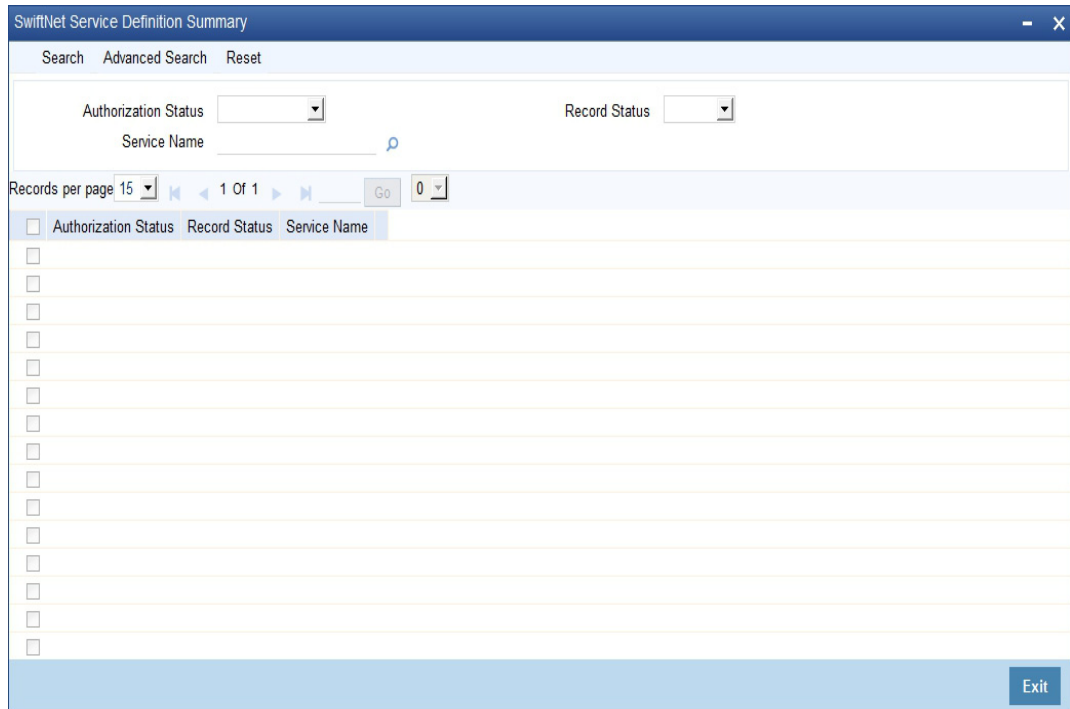 SwiftNet Service Definition Summary
Search Advanced Search Reset
Authorization Status Record Status
Service Name
Records per page 15 1 Of 1 Go 0
Authorization Status Record Status Service Name
Exit